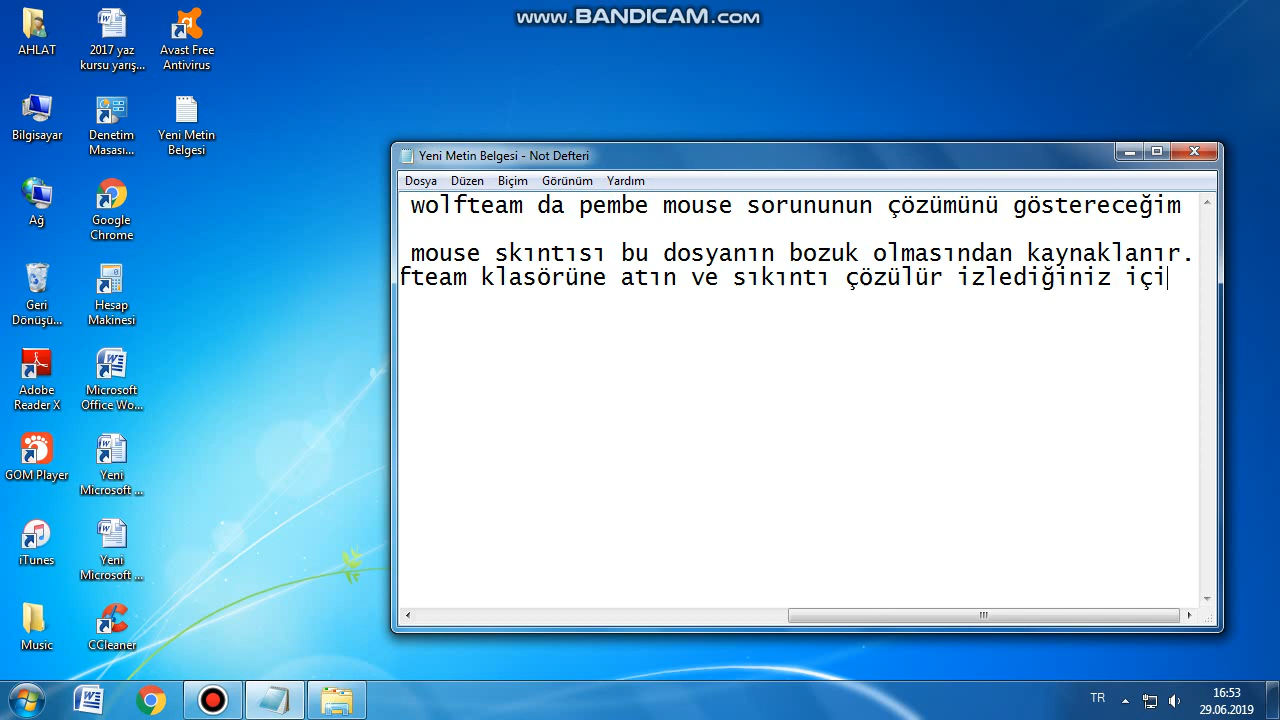 www.BANDICAM.com
AHLAT
2017 yaz
kursu yarış...
Avast Free
Antivirus
Bilgisayar
Denetim
Masası...
Yeni Metin
Belgesi
Ağ
Google
Chrome
Geri
Dönüşü...
Hesap
Makinesi
Adobe
Reader X
Microsoft
Office Wo...
GOM Player
Yeni
Microsoft ...
iTunes
Yeni
Microsoft ...
Music
CCleaner
Yeni Metin Belgesi - Not Defteri
Dosya Düzen Biçim Görünüm Yardım
wolfteam da pembe mouse sorununun çözümünü göstereceğim
mouse skıntısı bu dosyanın bozuk olmasından kaynaklanır.
fteam klasörüne atın ve sıkıntı çözülür izlediğiniz içi
TR
16:53
29.06.2019